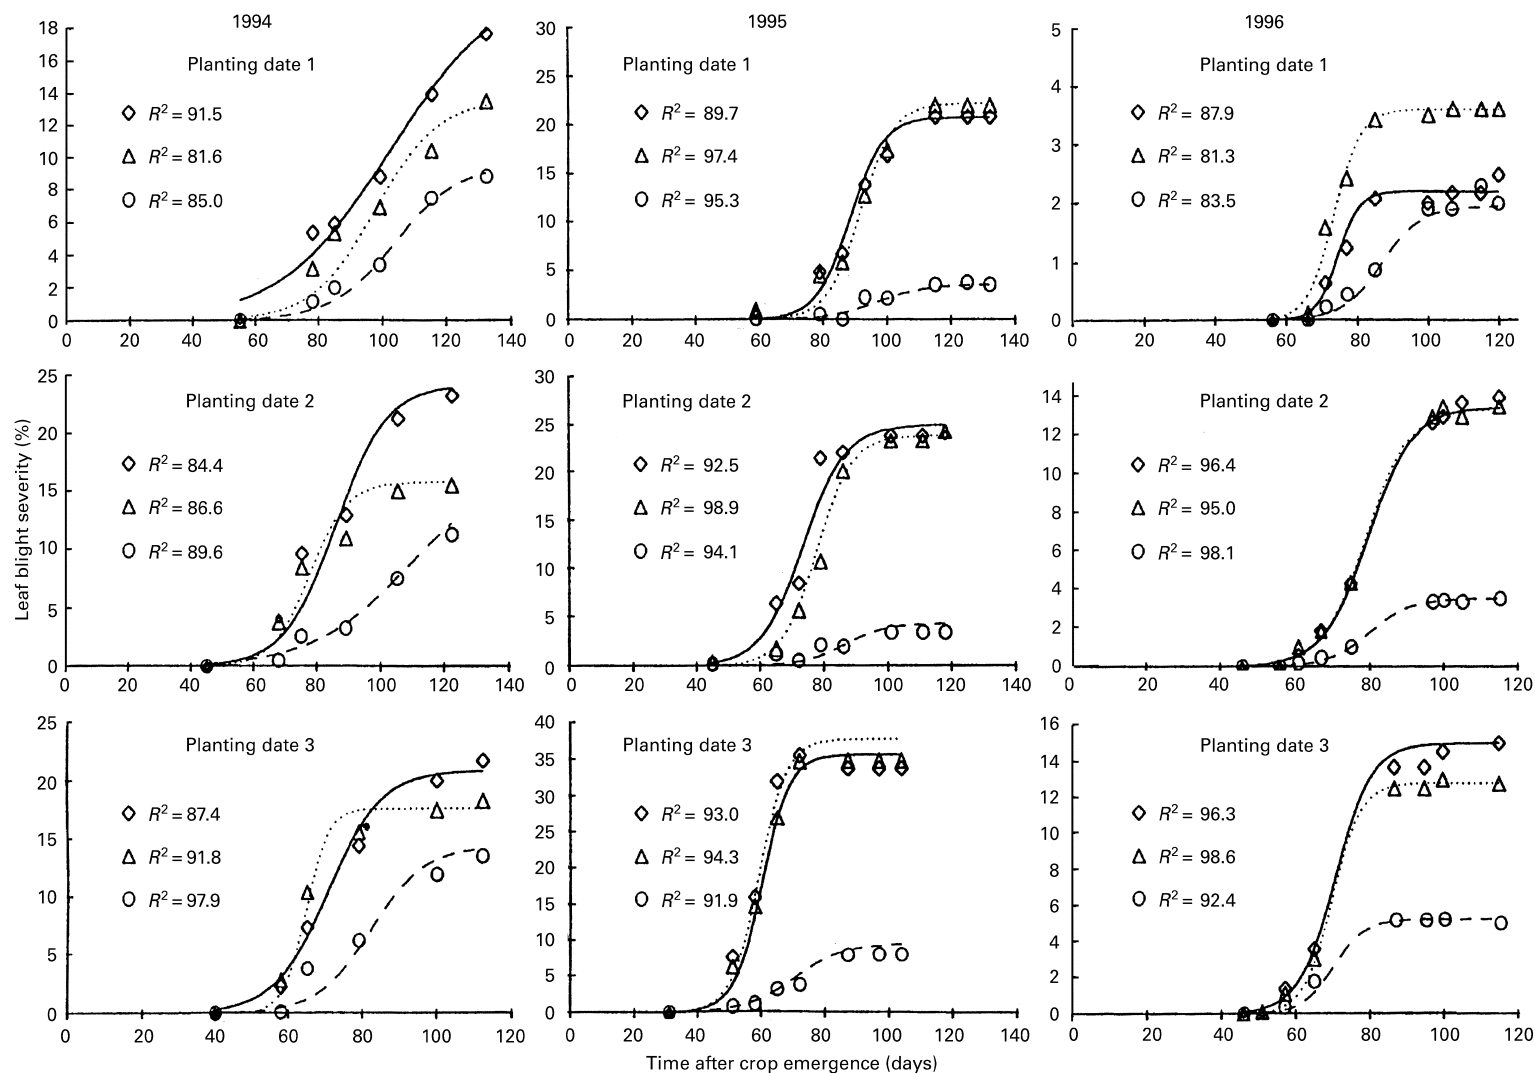 1994
1995
1996
18
16
14
12
10
8
6
4
2
0
Planting date 1
R² = 91.5
R² = 81.6
R² = 85.0
0 20 40 60 80 100 120 140
30
25
20
15
10
5
0
Planting date 1
R² = 89.7
R² = 97.4
R² = 95.3
0 20 40 60 80 100 120 140
5
4
3
2
1
0
Planting date 1
R² = 87.9
R² = 81.3
R² = 83.5
0 20 40 60 80 100 120
Leaf blight severity (%)
25
20
15
10
5
0
Planting date 2
R² = 84.4
R² = 86.6
R² = 89.6
0 20 40 60 80 100 120 140
30
25
20
15
10
5
0
Planting date 2
R² = 92.5
R² = 98.9
R² = 94.1
0 20 40 60 80 100 120 140
14
12
10
8
6
4
2
0
Planting date 2
R² = 96.4
R² = 95.0
R² = 98.1
0 20 40 60 80 100 120
25
20
15
10
5
0
Planting date 3
R² = 87.4
R² = 91.8
R² = 97.9
0 20 40 60 80 100 120
40
35
30
25
20
15
10
5
0
Planting date 3
R² = 93.0
R² = 94.3
R² = 91.9
0 20 40 60 80 100 120 140
16
14
12
10
8
6
4
2
0
Planting date 3
R² = 96.3
R² = 98.6
R² = 92.4
0 20 40 60 80 100 120
Time after crop emergence (days)